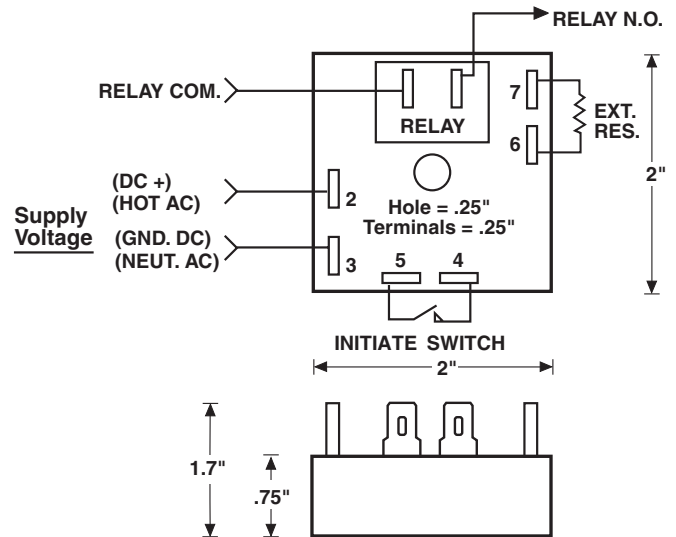 RELAY N.O.
RELAY COM.
RELAY
7
6
EXT.
RES.
2"
(DC +)
(HOT AC)
2
Hole = .25"
Terminals = .25"
Supply
Voltage
(GND. DC)
(NEUT. AC)
3
5
4
INITIATE SWITCH
2"
1.7"
.75"